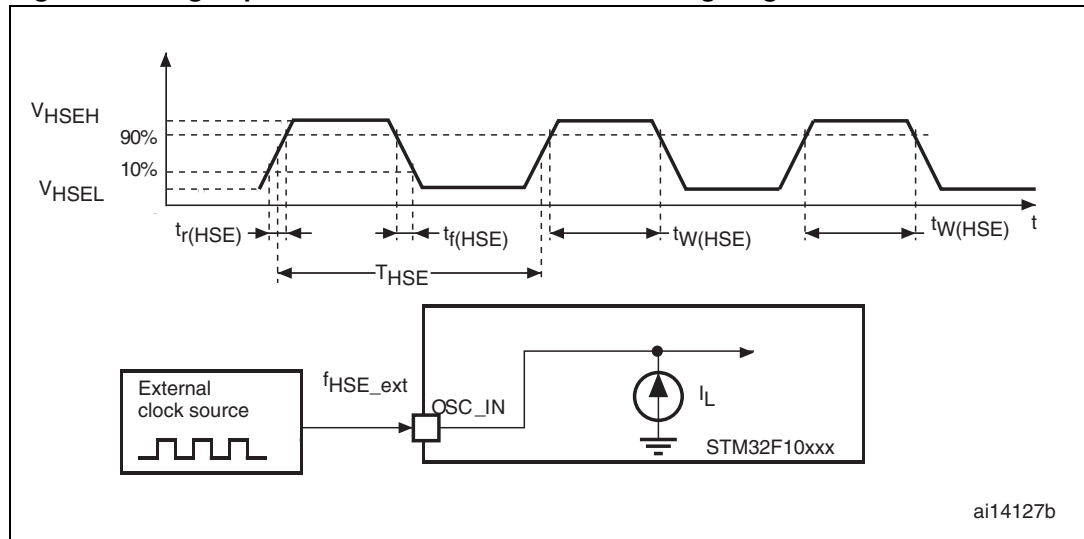 VHSEH
90%
10%
VHSEL
tr(HSE)
tf(HSE)
tW(HSE)
tW(HSE)
t
THSE
External
clock source
fHSE_ext
OSC_IN
IL
STM32F10xxx
ai14127b